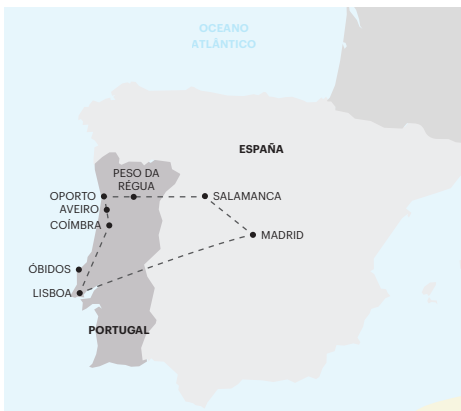 OCEANO
ATLÁNTICO
ESPAÑA
PESO DA
RÉGUA
OPORTO
SALAMANCA
AVEIRO
COÍMBRA
MADRID
ÓBIDOS
LISBOA
PORTUGAL